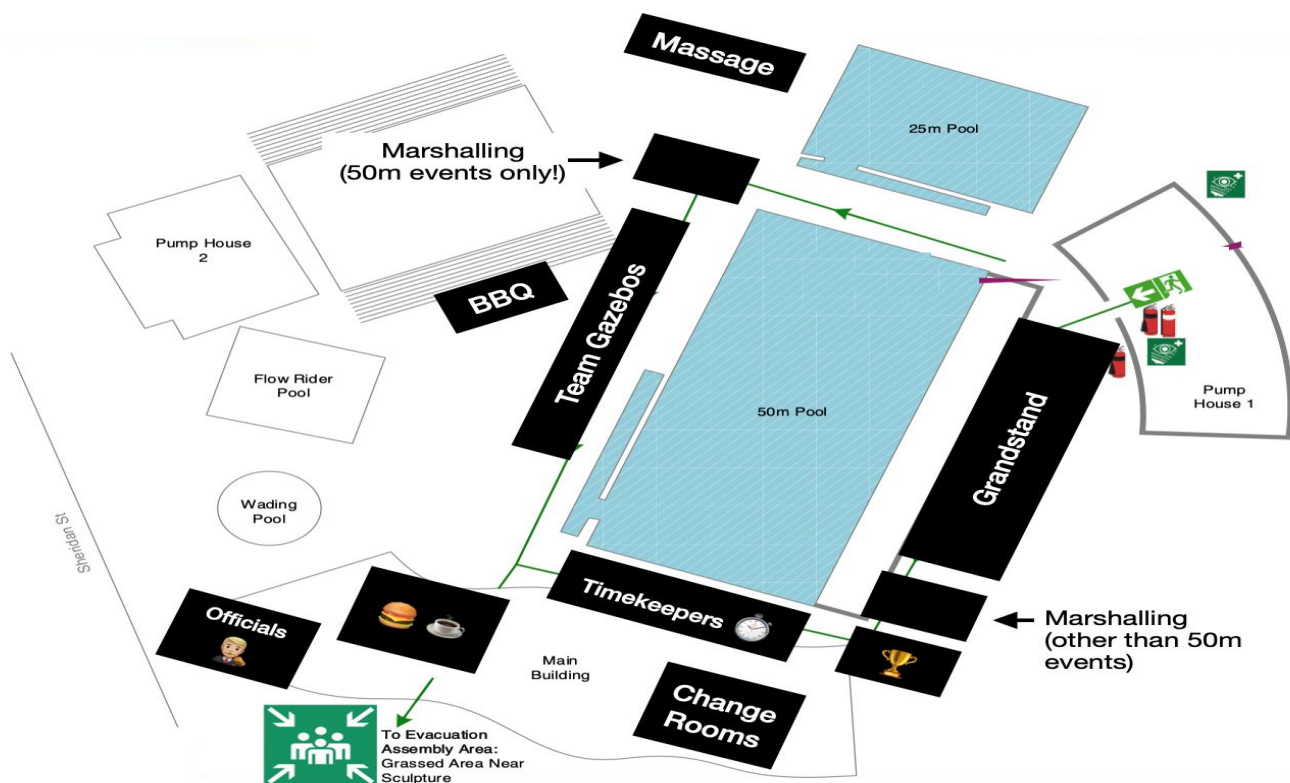 Massage
25m Pool
Marshalling
(50m events only!)
Pump House
2
BBQ
Team Gazebos
50m Pool
Grandstand
Pump
House 1
Flow Rider
Pool
Wading
Pool
Sheridan St
Officials
Timekeepers
Marshalling
(other than 50m
events)
Main
Building
Change
Rooms
To Evacuation
Assembly Area:
Grassed Area Near
Sculpture